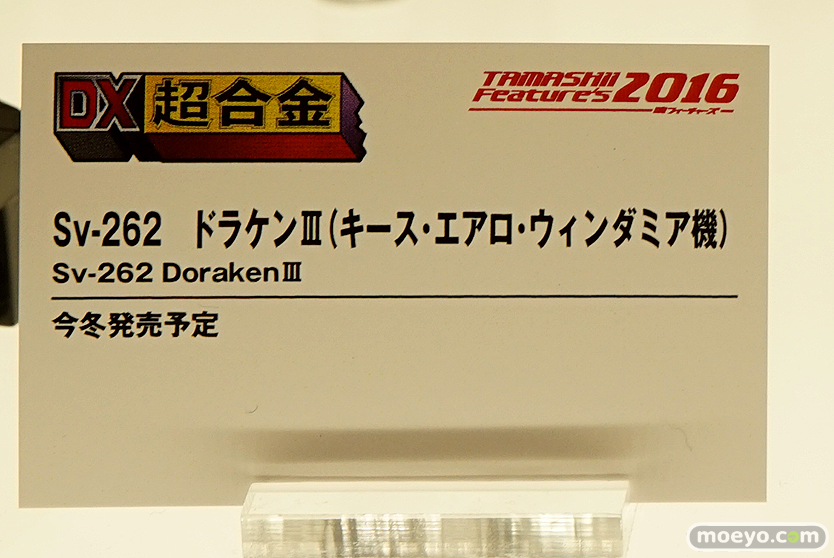 DX超合金
TAMASHII
Feature's 2016
魂フィーチャーズ
Sv-262 ドラケンⅢ(キース・エアロ・ウィンダミア機)
Sv-262 DorakenⅢ
今冬発売予定
moeyo.com